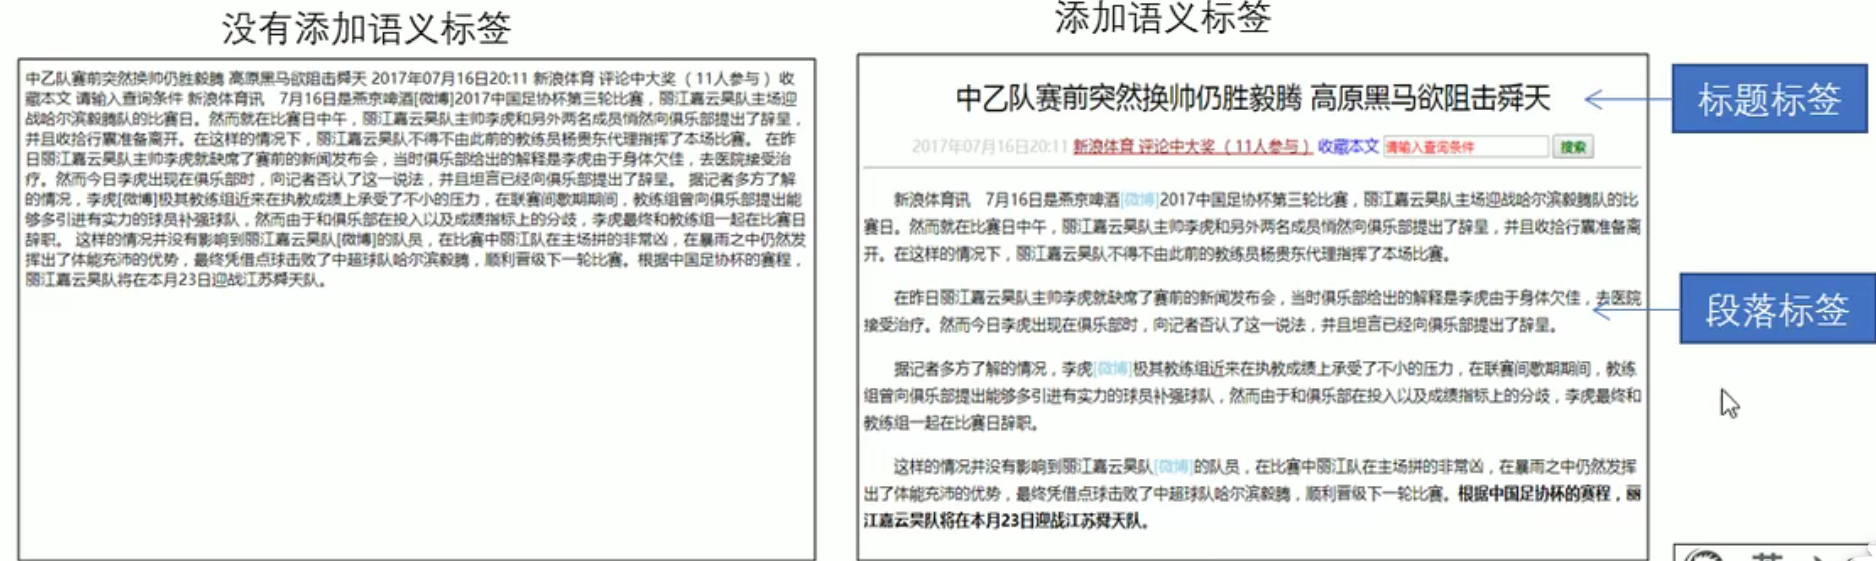 没有添加语义标签
中乙队赛前突然换帅仍胜毅腾 高原黑马欲阻击舜天 2017年07月16日20:11 新浪体育 评论中大奖（11人参与）收
藏本文 请输入查询条件 新浪体育讯　7月16日是燕京啤酒[微博]2017中国足协杯第三轮比赛，丽江嘉云昊队主场迎
战哈尔滨毅腾队的比赛日。然而就在比赛日中午，丽江嘉云昊队主帅李虎和另外两名成员悄然向俱乐部提出了辞呈，
并且收拾行囊准备离开。在这样的情况下，丽江嘉云昊队不得不由此前的教练员杨贵东代理指挥了本场比赛。 在昨
日丽江嘉云昊队主帅李虎就缺席了赛前的新闻发布会，当时俱乐部给出的解释是李虎由于身体欠佳，去医院接受治
疗。然而今日李虎出现在俱乐部时，向记者否认了这一说法，并且坦言已经向俱乐部提出了辞呈。 据记者多方了解
的情况，李虎[微博]极其教练组近来在执教成绩上承受了不小的压力，在联赛间歇期期间，教练组曾向俱乐部提出能
够多引进有实力的球员补强球队，然而由于和俱乐部在投入以及成绩指标上的分歧，李虎最终和教练组一起在比赛日
辞职。 这样的情况并没有影响到丽江嘉云昊队[微博]的队员，在比赛中丽江队在主场拼的非常凶，在暴雨之中仍然发
挥出了体能充沛的优势，最终凭借点球击败了中超球队哈尔滨毅腾，顺利晋级下一轮比赛。根据中国足协杯的赛程，
丽江嘉云昊队将在本月23日迎战江苏舜天队。
添加语义标签
中乙队赛前突然换帅仍胜毅腾 高原黑马欲阻击舜天
2017年07月16日20:11 新浪体育 评论中大奖（11人参与） 收藏本文 请输入查询条件 搜索
新浪体育讯　7月16日是燕京啤酒[微博]2017中国足协杯第三轮比赛，丽江嘉云昊队主场迎战哈尔滨毅腾队的比
赛日。然而就在比赛日中午，丽江嘉云昊队主帅李虎和另外两名成员悄然向俱乐部提出了辞呈，并且收拾行囊准备离
开。在这样的情况下，丽江嘉云昊队不得不由此前的教练员杨贵东代理指挥了本场比赛。
在昨日丽江嘉云昊队主帅李虎就缺席了赛前的新闻发布会，当时俱乐部给出的解释是李虎由于身体欠佳，去医院
接受治疗。然而今日李虎出现在俱乐部时，向记者否认了这一说法，并且坦言已经向俱乐部提出了辞呈。
据记者多方了解的情况，李虎[微博]极其教练组近来在执教成绩上承受了不小的压力，在联赛间歇期期间，教练
组曾向俱乐部提出能够多引进有实力的球员补强球队，然而由于和俱乐部在投入以及成绩指标上的分歧，李虎最终和
教练组一起在比赛日辞职。
这样的情况并没有影响到丽江嘉云昊队[微博]的队员，在比赛中丽江队在主场拼的非常凶，在暴雨之中仍然发挥
出了体能充沛的优势，最终凭借点球击败了中超球队哈尔滨毅腾，顺利晋级下一轮比赛。根据中国足协杯的赛程，丽
江嘉云昊队将在本月23日迎战江苏舜天队。
标题标签
段落标签